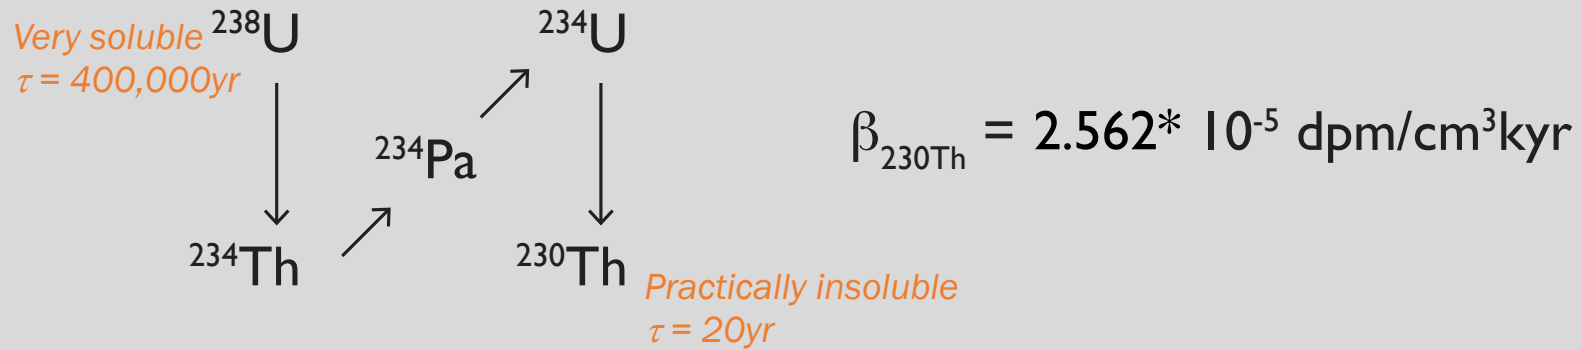 Very soluble ²³⁸U
τ = 400,000yr
²³⁴U
²³⁴Pa
β₂₃₀Th = 2.562* 10⁻⁵ dpm/cm³kyr
²³⁴Th
²³⁰Th
Practically insoluble
τ = 20yr